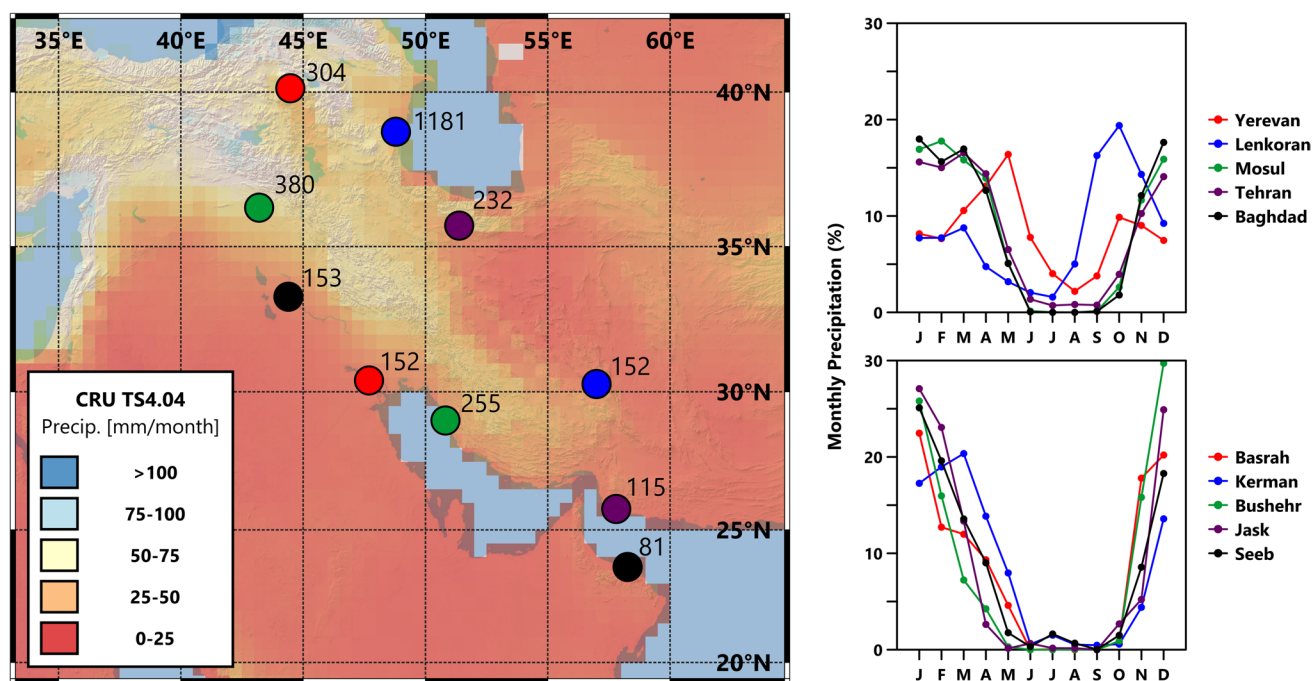 35°E 40°E 45°E 50°E 55°E 60°E
304
40°N
1181
380
232
35°N
153
152
152
30°N
255
115
25°N
81
20°N
CRU TS4.04
Precip. [mm/month]
>100
75-100
50-75
25-50
0-25
Monthly Precipitation (%)
30
20
10
0
J F M A M J J A S O N D
Yerevan
Lenkoran
Mosul
Tehran
Baghdad
30
20
10
0
J F M A M J J A S O N D
Basrah
Kerman
Bushehr
Jask
Seeb